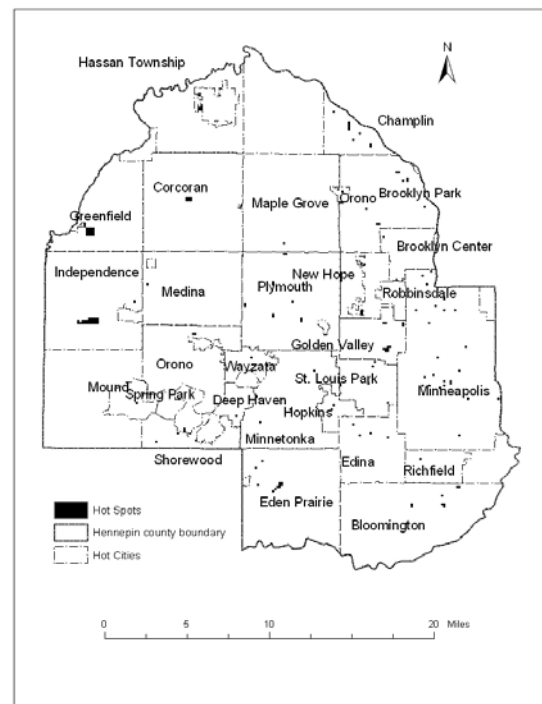 N
Hassan Township
Champlin
Corcoran
Maple Grove
Orono
Brooklyn Park
Greenfield
Brooklyn Center
Independence
New Hope
Medina
Plymouth
Robbinsdale
Golden Valley
Orono
Wayzata
St. Louis Park
Mound
Spring Park
Deep Haven
Hopkins
Minneapolis
Minnetonka
Shorewood
Edina
Richfield
Eden Prairie
Bloomington
Hot Spots
Hennepin county boundary
Hot Cities
0 5 10 20 Miles